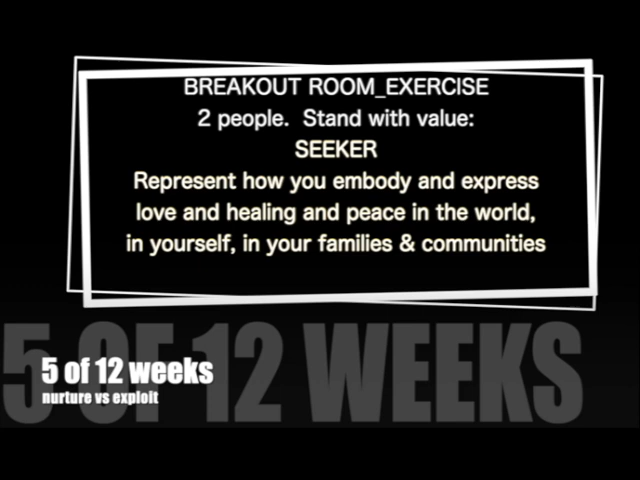 BREAKOUT ROOM_EXERCISE
2 people.  Stand with value:
SEEKER
Represent how you embody and express
love and healing and peace in the world,
in yourself, in your families & communities
5 OF 12 WEEKS
5 of 12 weeks
nurture vs exploit